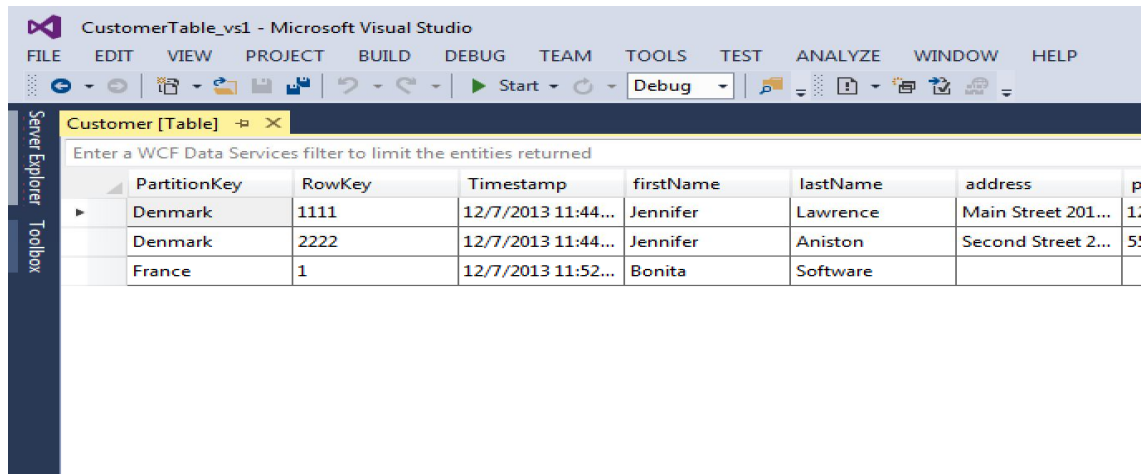 CustomerTable_vs1 - Microsoft Visual Studio
FILE EDIT VIEW PROJECT BUILD DEBUG TEAM TOOLS TEST ANALYZE WINDOW HELP
Start Debug
Server Explorer
Toolbox
Customer [Table]
Enter a WCF Data Services filter to limit the entities returned
PartitionKey RowKey Timestamp firstName lastName address p
Denmark 1111 12/7/2013 11:44... Jennifer Lawrence Main Street 201... 12
Denmark 2222 12/7/2013 11:44... Jennifer Aniston Second Street 2... 55
France 1 12/7/2013 11:52... Bonita Software